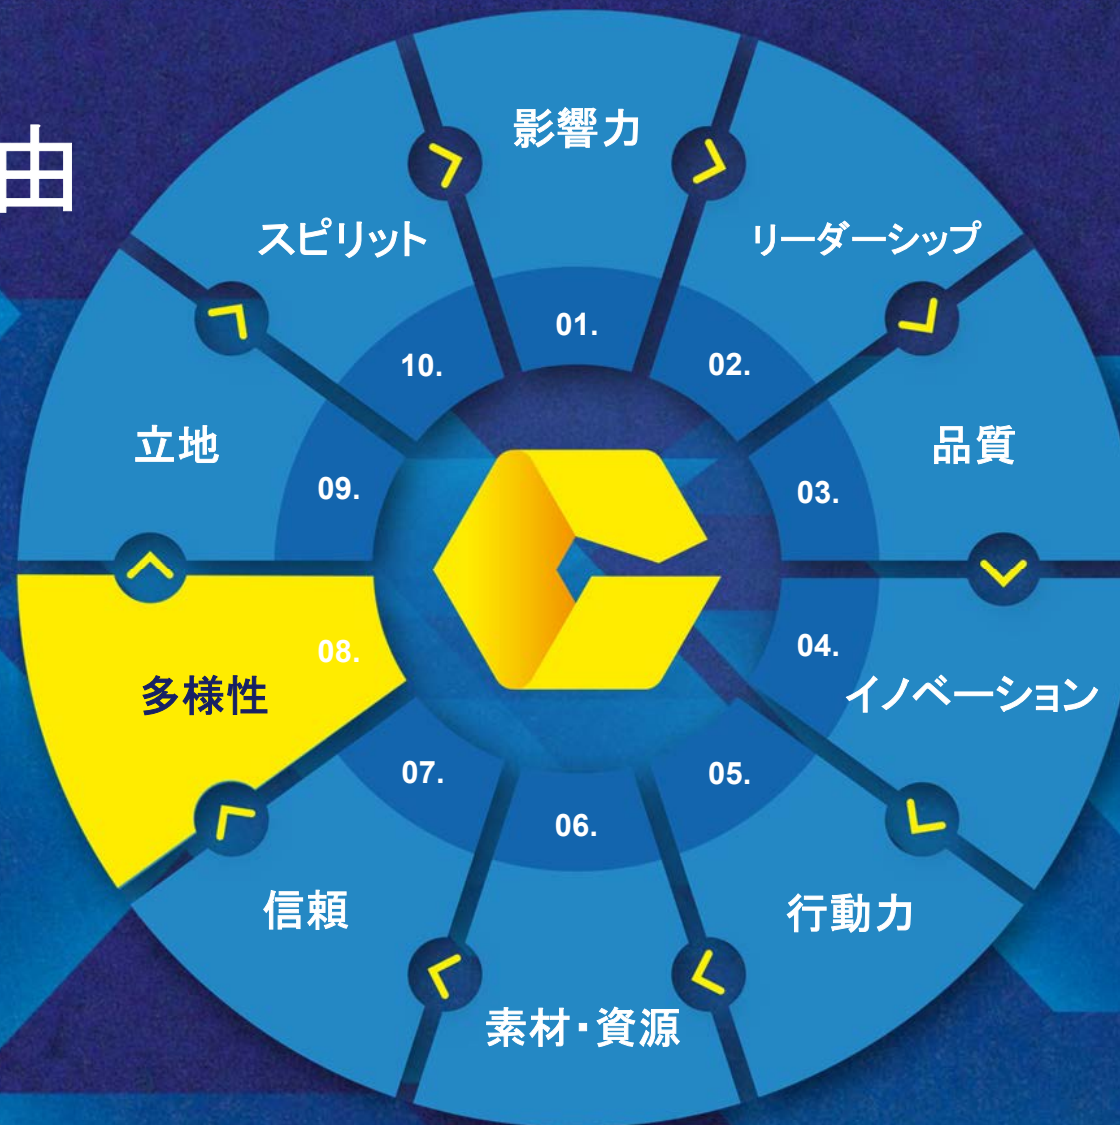 由
01.
影響力
02.
リーダーシップ
03.
品質
04.
イノベーション
05.
行動力
06.
素材・資源
07.
信頼
08.
多様性
09.
立地
10.
スピリット